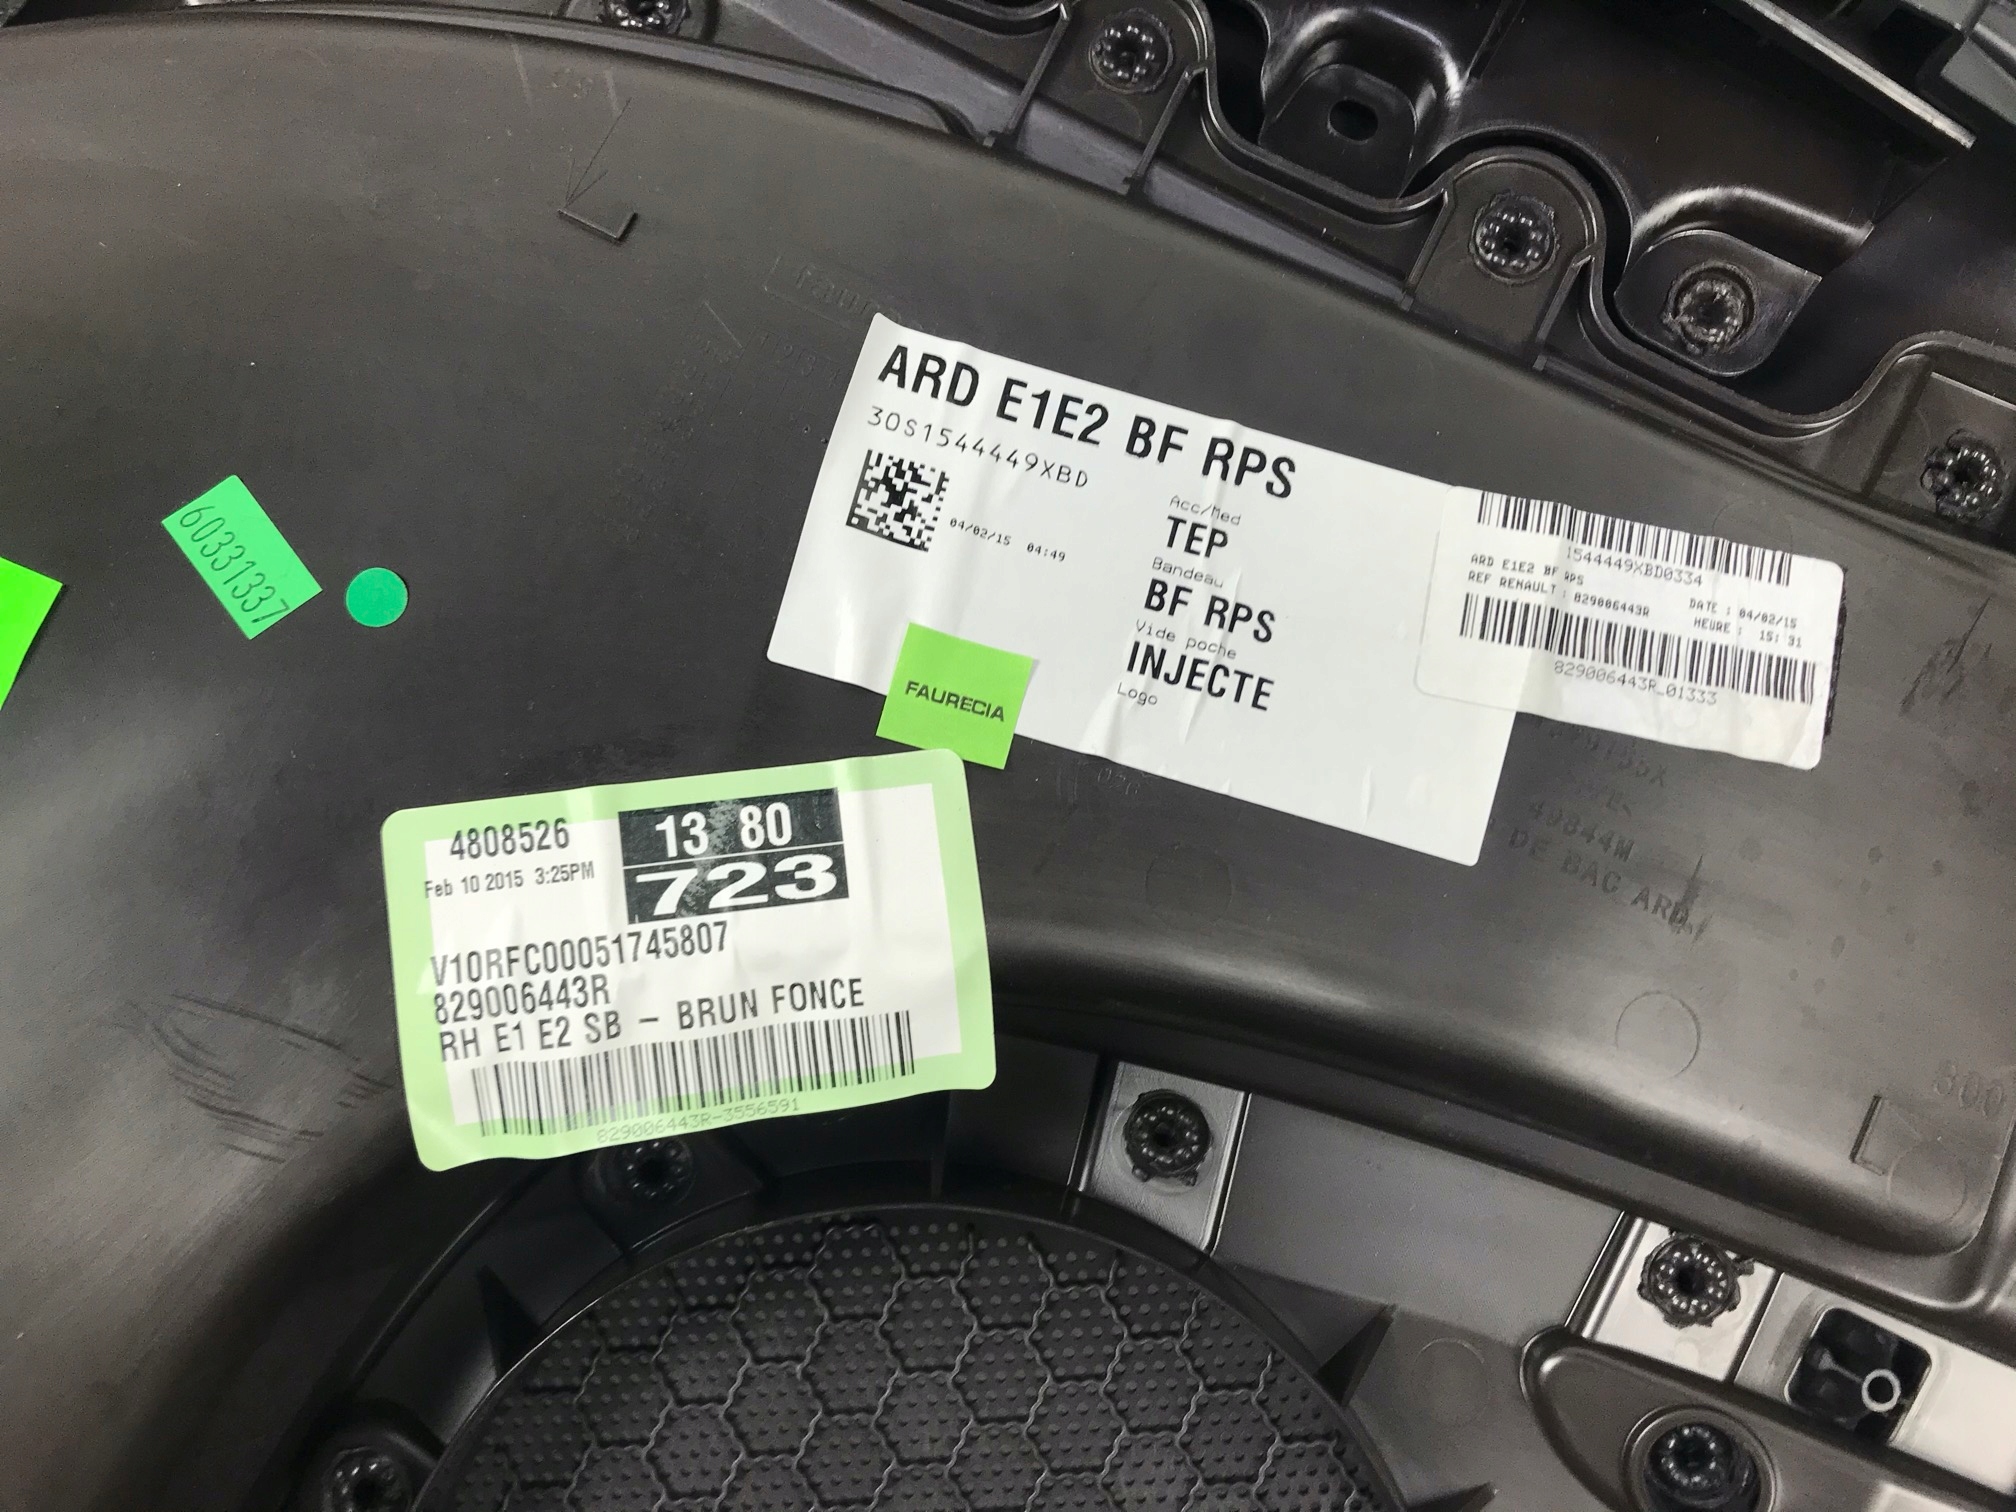 ARD E1E2 BF RPS
30S1544449XBD
04/02/15 04:49
Acc/Med
TEP
Bandeau
BF RPS
Vide poche
INJECTE
Logo
1544449XBD0334
ARD E1E2 BF RPS
REF RENAULT : 829006443R
DATE : 04/02/15
HEURE : 15:31
829006443R_01333
60331337
FAURECIA
4808526
13 80
Feb 10 2015 3:25PM
723
V10RFC00051745807
829006443R
RH E1 E2 SB - BRUN FONCE
829006443R-3556591
DE BAC ARD